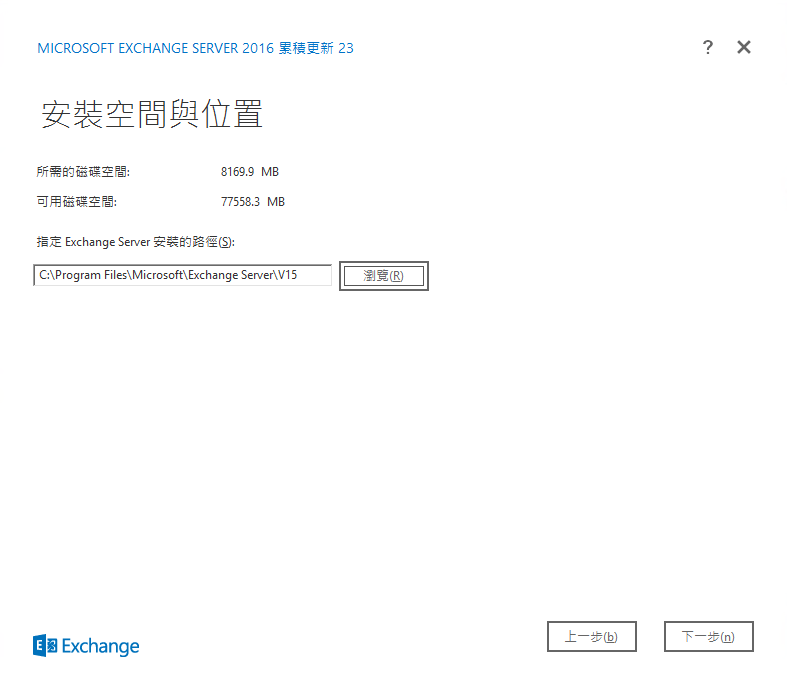 MICROSOFT EXCHANGE SERVER 2016 累積更新 23
?
安裝空間與位置
所需的磁碟空間: 8169.9 MB
可用磁碟空間: 77558.3 MB
指定 Exchange Server 安裝的路徑(S):
C:\Program Files\Microsoft\Exchange Server\V15 瀏覽(R)
Exchange 上一步(b) 下一步(n)